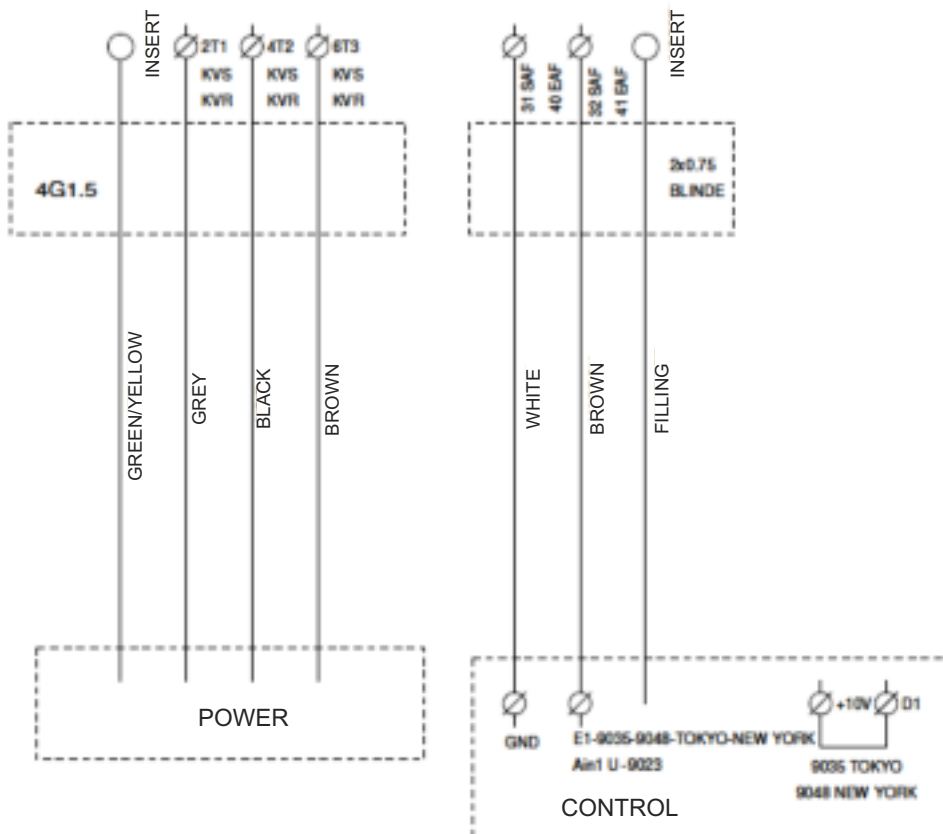 INSERT
2T1
KVS
KVR
4T2
KVS
KVR
6T3
KVS
KVR
31 SAF
40 EAF
32 SAF
41 EAF
INSERT
4G1.5
2x0.75
BLINDE
GREEN/YELLOW
GREY
BLACK
BROWN
WHITE
BROWN
FILLING
POWER
GND
E1-9035-9048-TOKYO-NEW YORK
Ain1 U-9023
+10V
D1
9035 TOKYO
9048 NEW YORK
CONTROL